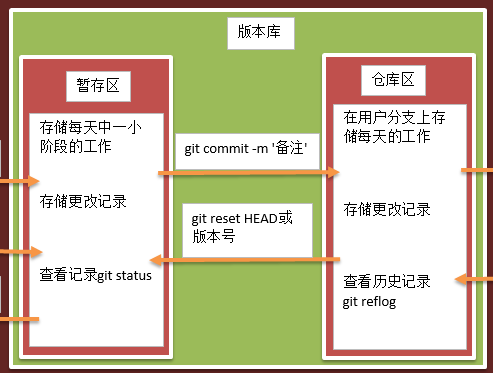 版本库
暂存区
存储每天中一小
阶段的工作
存储更改记录
查看记录git status
git commit -m '备注'
git reset HEAD或
版本号
仓库区
在用户分支上存
储每天的工作
存储更改记录
查看历史记录
git reflog